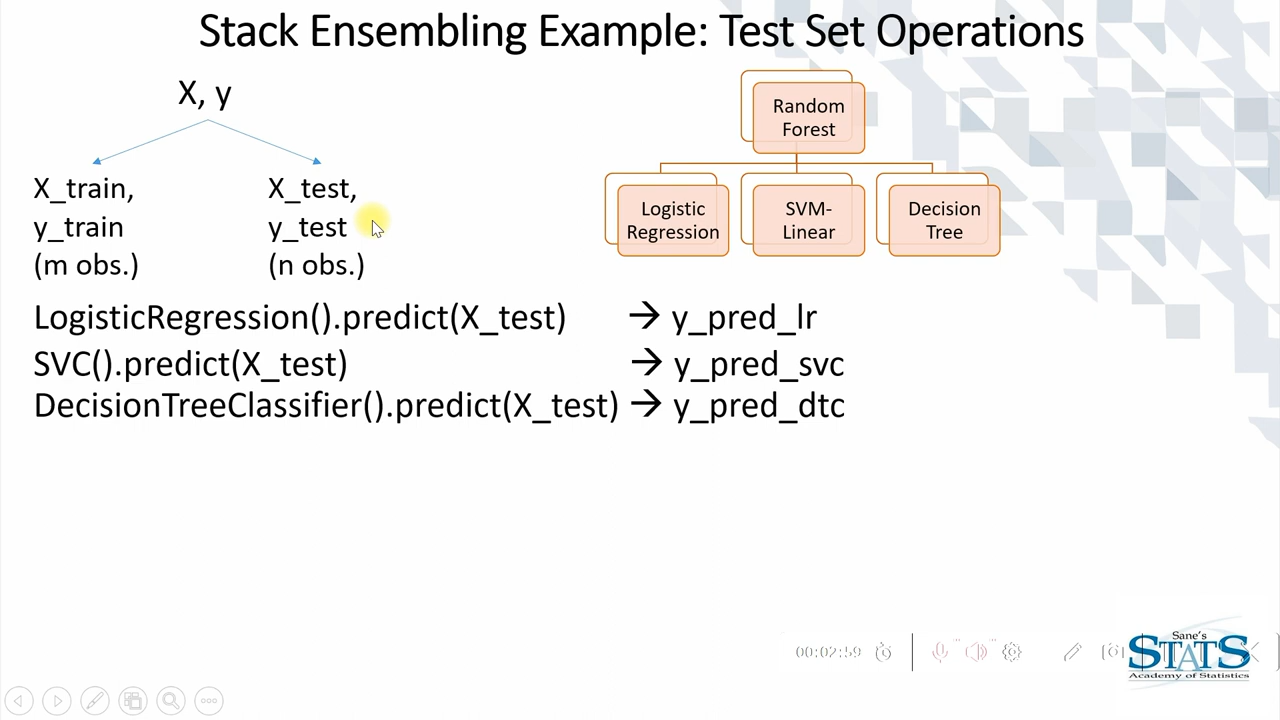 Stack Ensembling Example: Test Set Operations
X, y
X_train,
y_train
(m obs.)
X_test,
y_test
(n obs.)
Random
Forest
Logistic
Regression
SVM-
Linear
Decision
Tree
LogisticRegression().predict(X_test) → y_pred_lr
SVC().predict(X_test) → y_pred_svc
DecisionTreeClassifier().predict(X_test) → y_pred_dtc
00:02:59
Sane's
STATS
Academy of Statistics